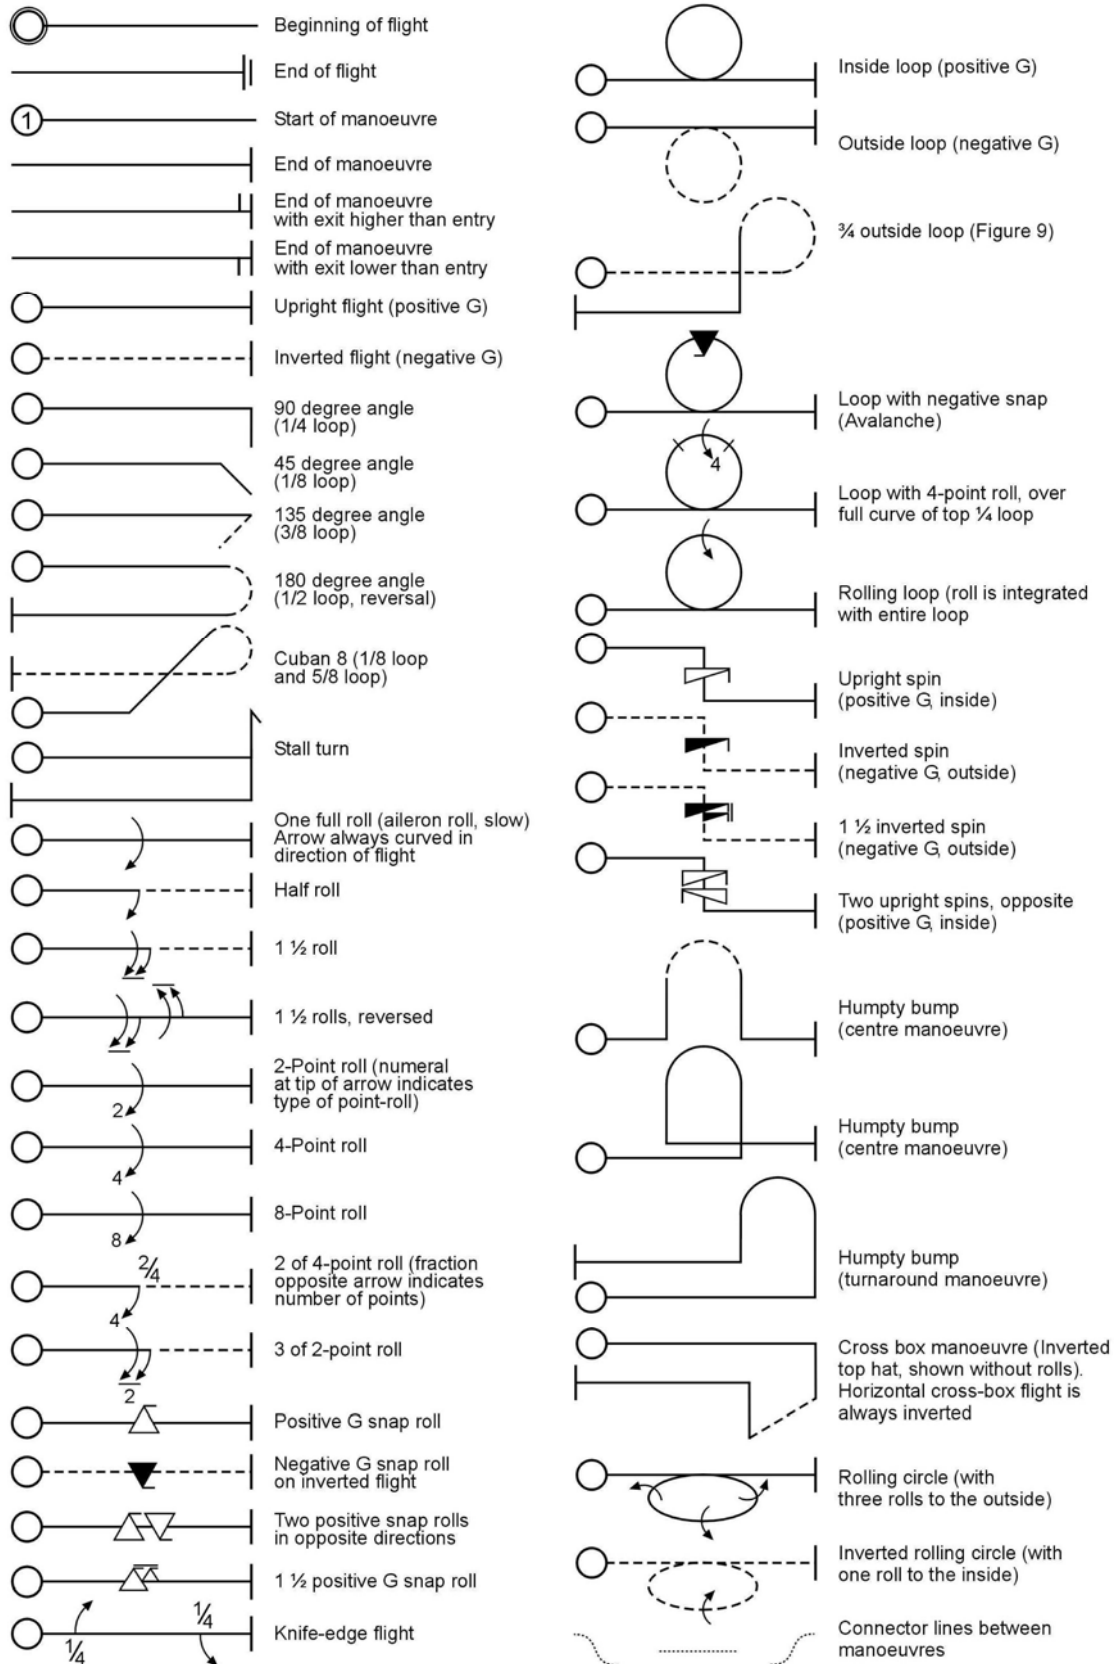 Beginning of flight
End of flight
1
Start of manoeuvre
End of manoeuvre
End of manoeuvre
with exit higher than entry
End of manoeuvre
with exit lower than entry
Upright flight (positive G)
Inverted flight (negative G)
90 degree angle
(1/4 loop)
45 degree angle
(1/8 loop)
135 degree angle
(3/8 loop)
180 degree angle
(1/2 loop, reversal)
Cuban 8 (1/8 loop
and 5/8 loop)
Stall turn
One full roll (aileron roll, slow)
Arrow always curved in
direction of flight
Half roll
1 ½ roll
1 ½ rolls, reversed
2-Point roll (numeral
at tip of arrow indicates
type of point-roll)
2
4-Point roll
4
8-Point roll
8
2/4
2 of 4-point roll (fraction
opposite arrow indicates
number of points)
4
3 of 2-point roll
2
Positive G snap roll
Negative G snap roll
on inverted flight
Two positive snap rolls
in opposite directions
1 ½ positive G snap roll
¼
Knife-edge flight
¼
Inside loop (positive G)
Outside loop (negative G)
¾ outside loop (Figure 9)
Loop with negative snap
(Avalanche)
4
Loop with 4-point roll, over
full curve of top ¼ loop
Rolling loop (roll is integrated
with entire loop
Upright spin
(positive G, inside)
Inverted spin
(negative G, outside)
1 ½ inverted spin
(negative G, outside)
Two upright spins, opposite
(positive G, inside)
Humpty bump
(centre manoeuvre)
Humpty bump
(centre manoeuvre)
Humpty bump
(turnaround manoeuvre)
Cross box manoeuvre (Inverted
top hat, shown without rolls).
Horizontal cross-box flight is
always inverted
Rolling circle (with
three rolls to the outside)
Inverted rolling circle (with
one roll to the inside)
Connector lines between
manoeuvres